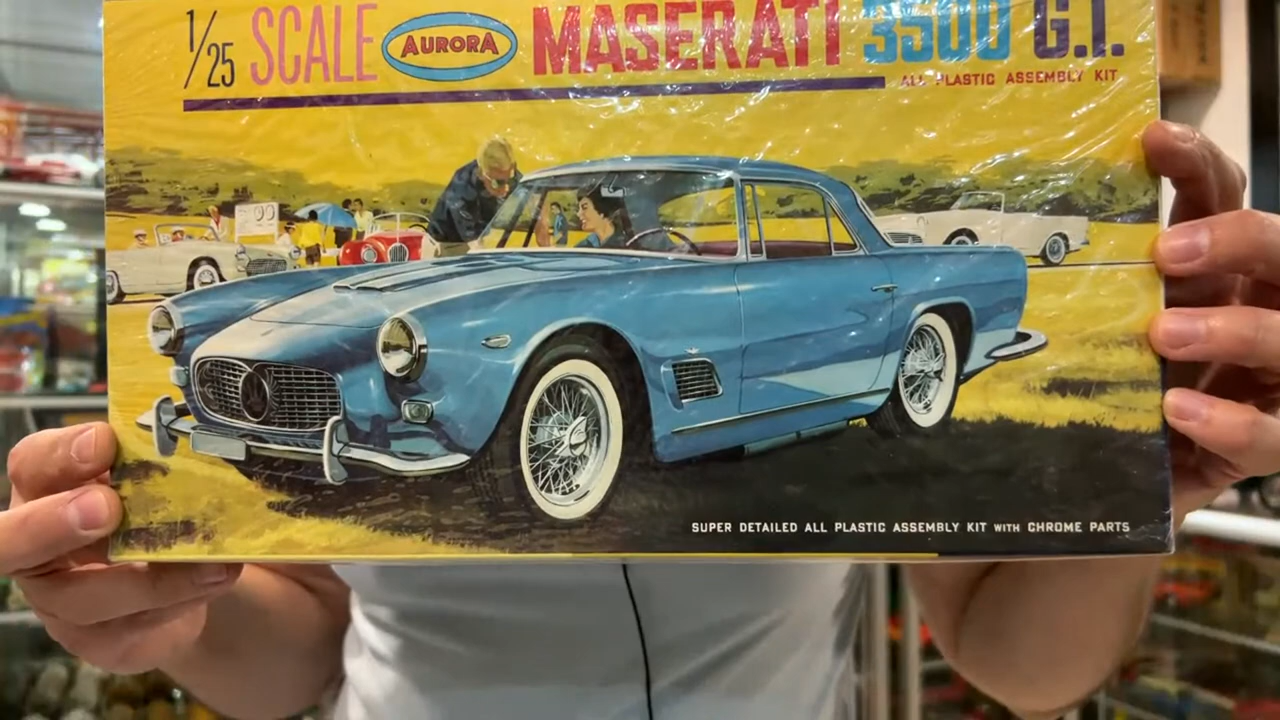 1/25 SCALE AURORA MASERATI 3500 G.T.
ALL PLASTIC ASSEMBLY KIT
99
SUPER DETAILED ALL PLASTIC ASSEMBLY KIT WITH CHROME PARTS